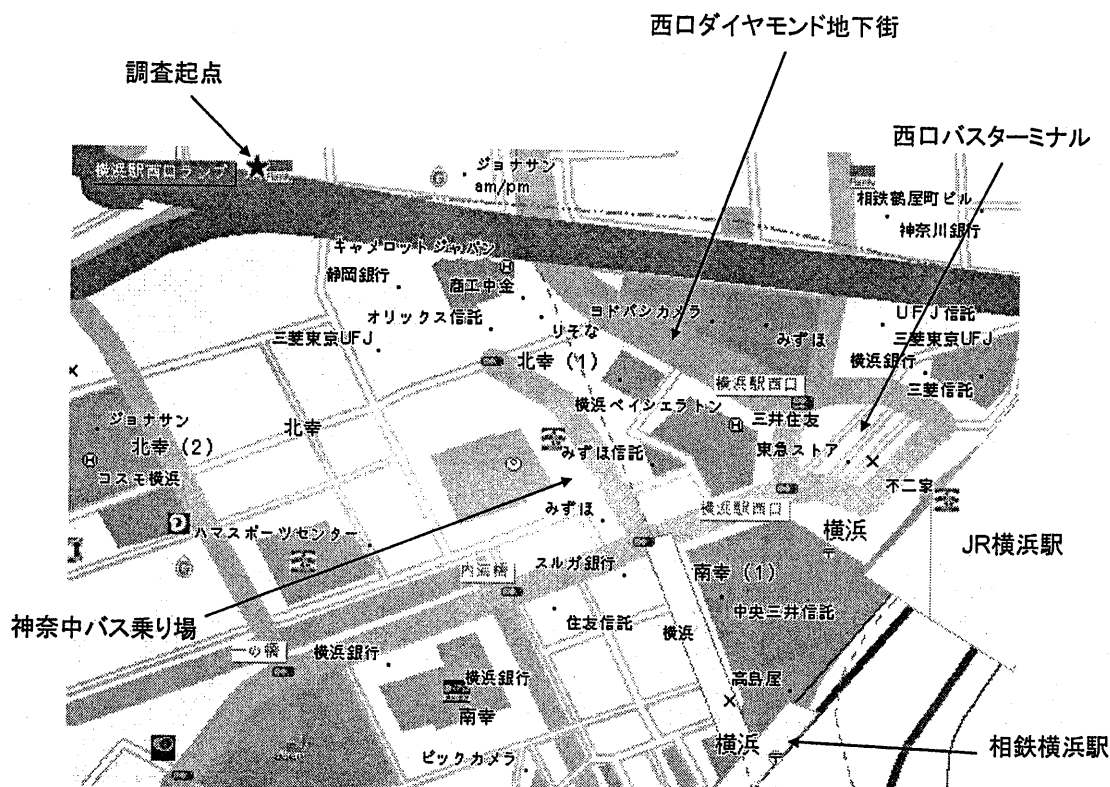 西口ダイヤモンド地下街
調査起点
西口バスターミナル
横浜駅西口ランプ
ジョナサン
am/pm
相鉄鶴屋町ビル
神奈川銀行
キャメロットジャパン
静岡銀行
商工中金
ヨドバシカメラ
UFJ信託
オリックス信託
りそな
みずほ
三菱東京UFJ
三菱東京UFJ
北幸（1）
横浜銀行
横浜駅西口
三菱信託
横浜ベイシェラトン
三井住友
ジョナサン
北幸（2）
北幸
みずほ信託
東急ストア
コスモ横浜
不二家
みずほ
横浜駅西口
ハマスポーツセンター
横浜
JR横浜駅
内海橋
スルガ銀行
南幸（1）
中央三井信託
神奈中バス乗り場
住友信託
横浜
一の橋
横浜銀行
横浜銀行
高島屋
南幸
ビックカメラ
横浜
相鉄横浜駅